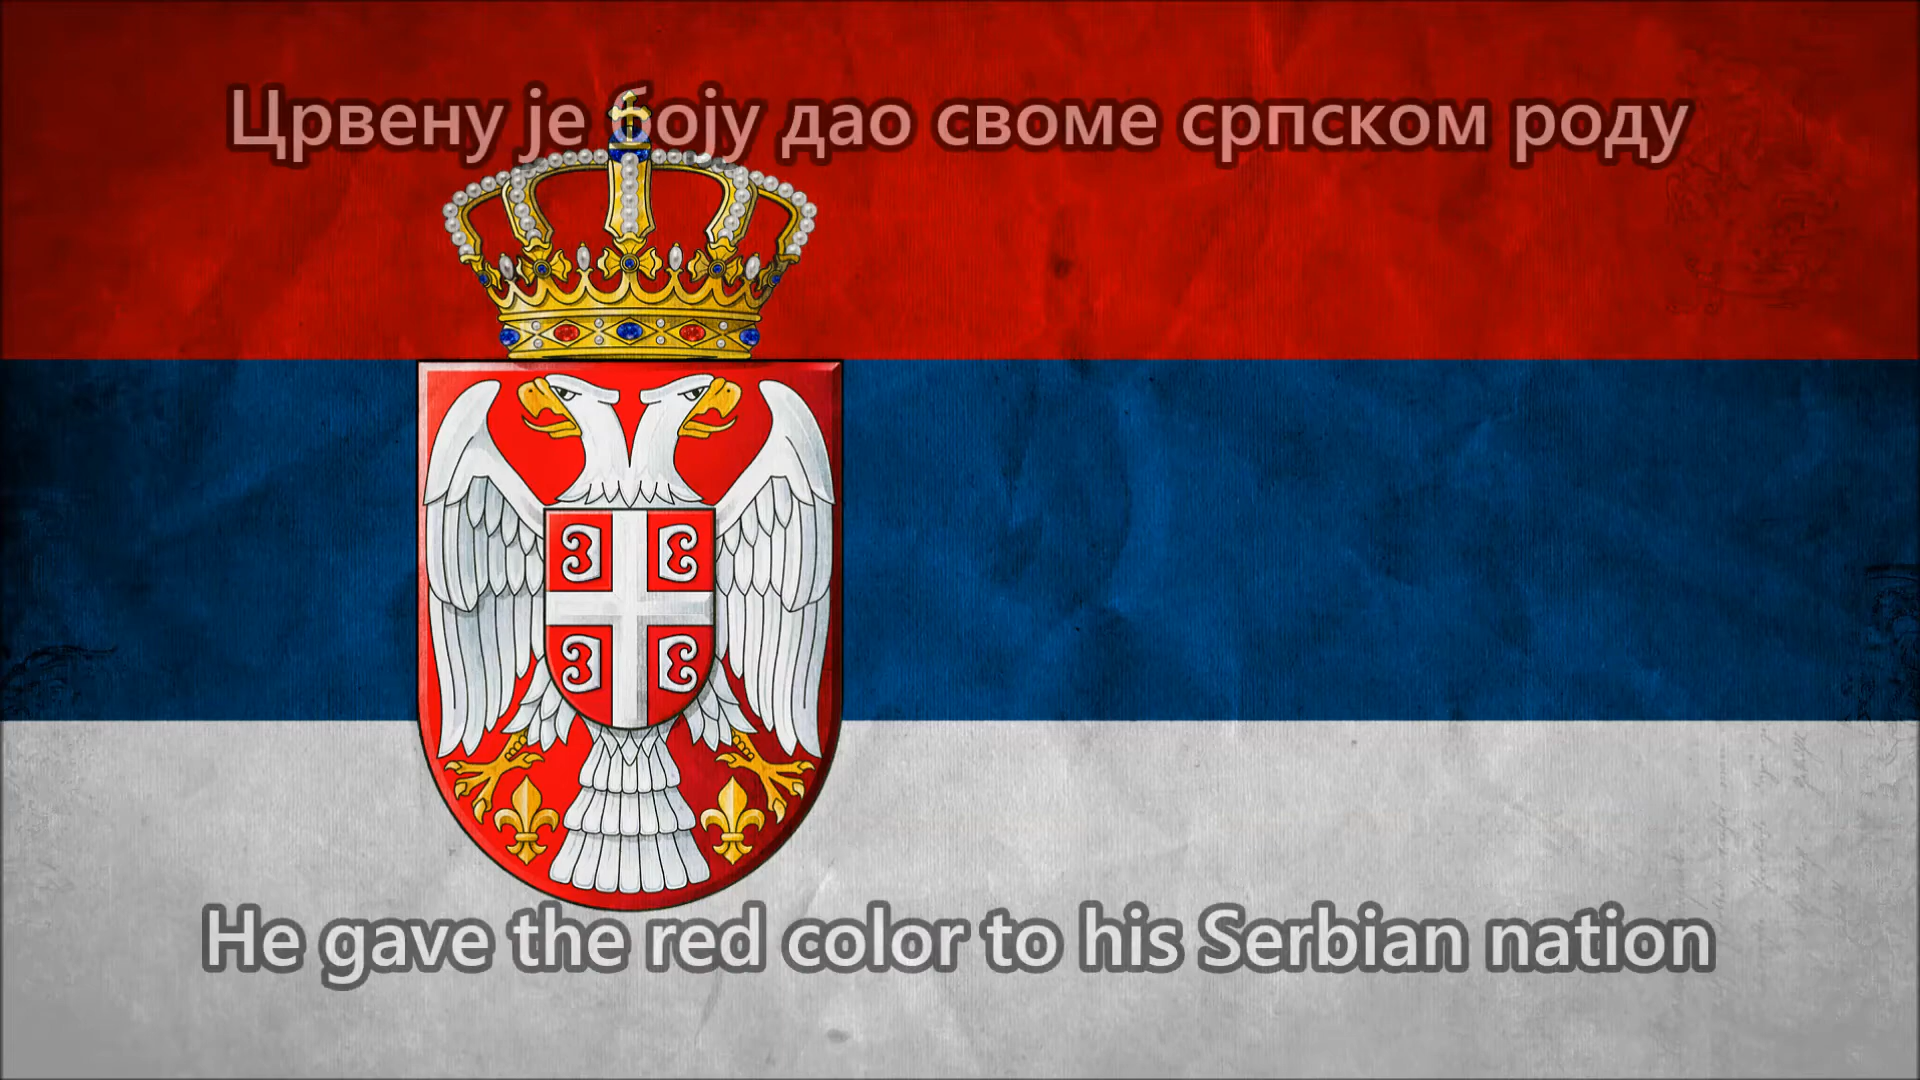 Црвену је боју дао своме српском роду
He gave the red color to his Serbian nation